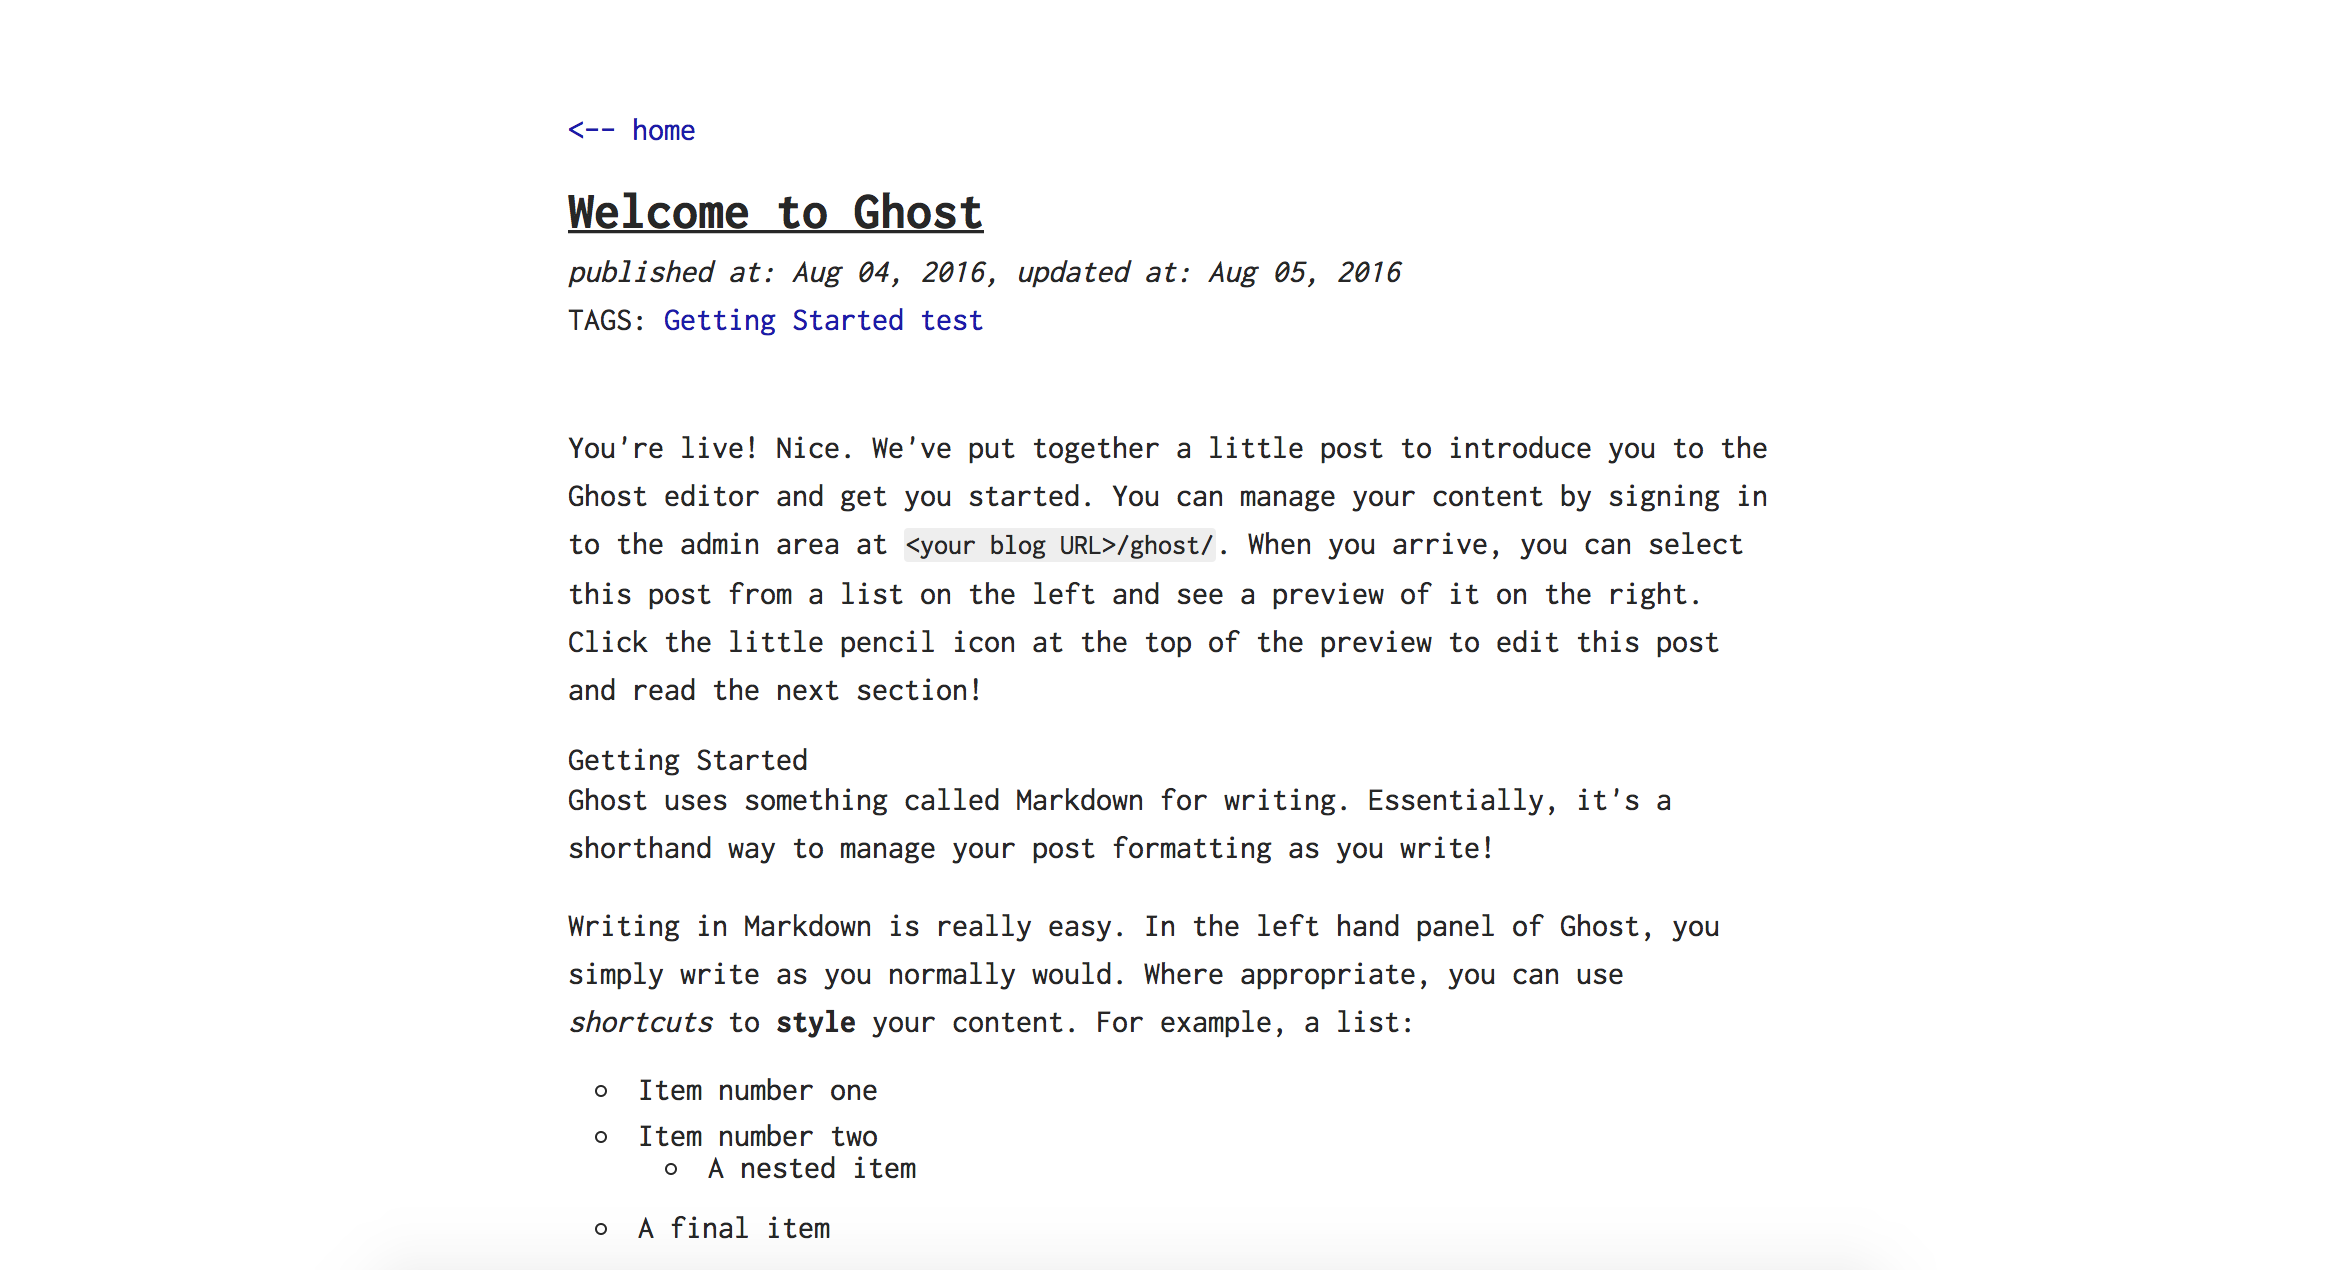 <-- home
Welcome to Ghost
published at: Aug 04, 2016, updated at: Aug 05, 2016
TAGS: Getting Started test
You're live! Nice. We've put together a little post to introduce you to the
Ghost editor and get you started. You can manage your content by signing in
to the admin area at <your blog URL>/ghost/. When you arrive, you can select
this post from a list on the left and see a preview of it on the right.
Click the little pencil icon at the top of the preview to edit this post
and read the next section!
Getting Started
Ghost uses something called Markdown for writing. Essentially, it's a
shorthand way to manage your post formatting as you write!
Writing in Markdown is really easy. In the left hand panel of Ghost, you
simply write as you normally would. Where appropriate, you can use
shortcuts to style your content. For example, a list:
Item number one
Item number two
A nested item
A final item